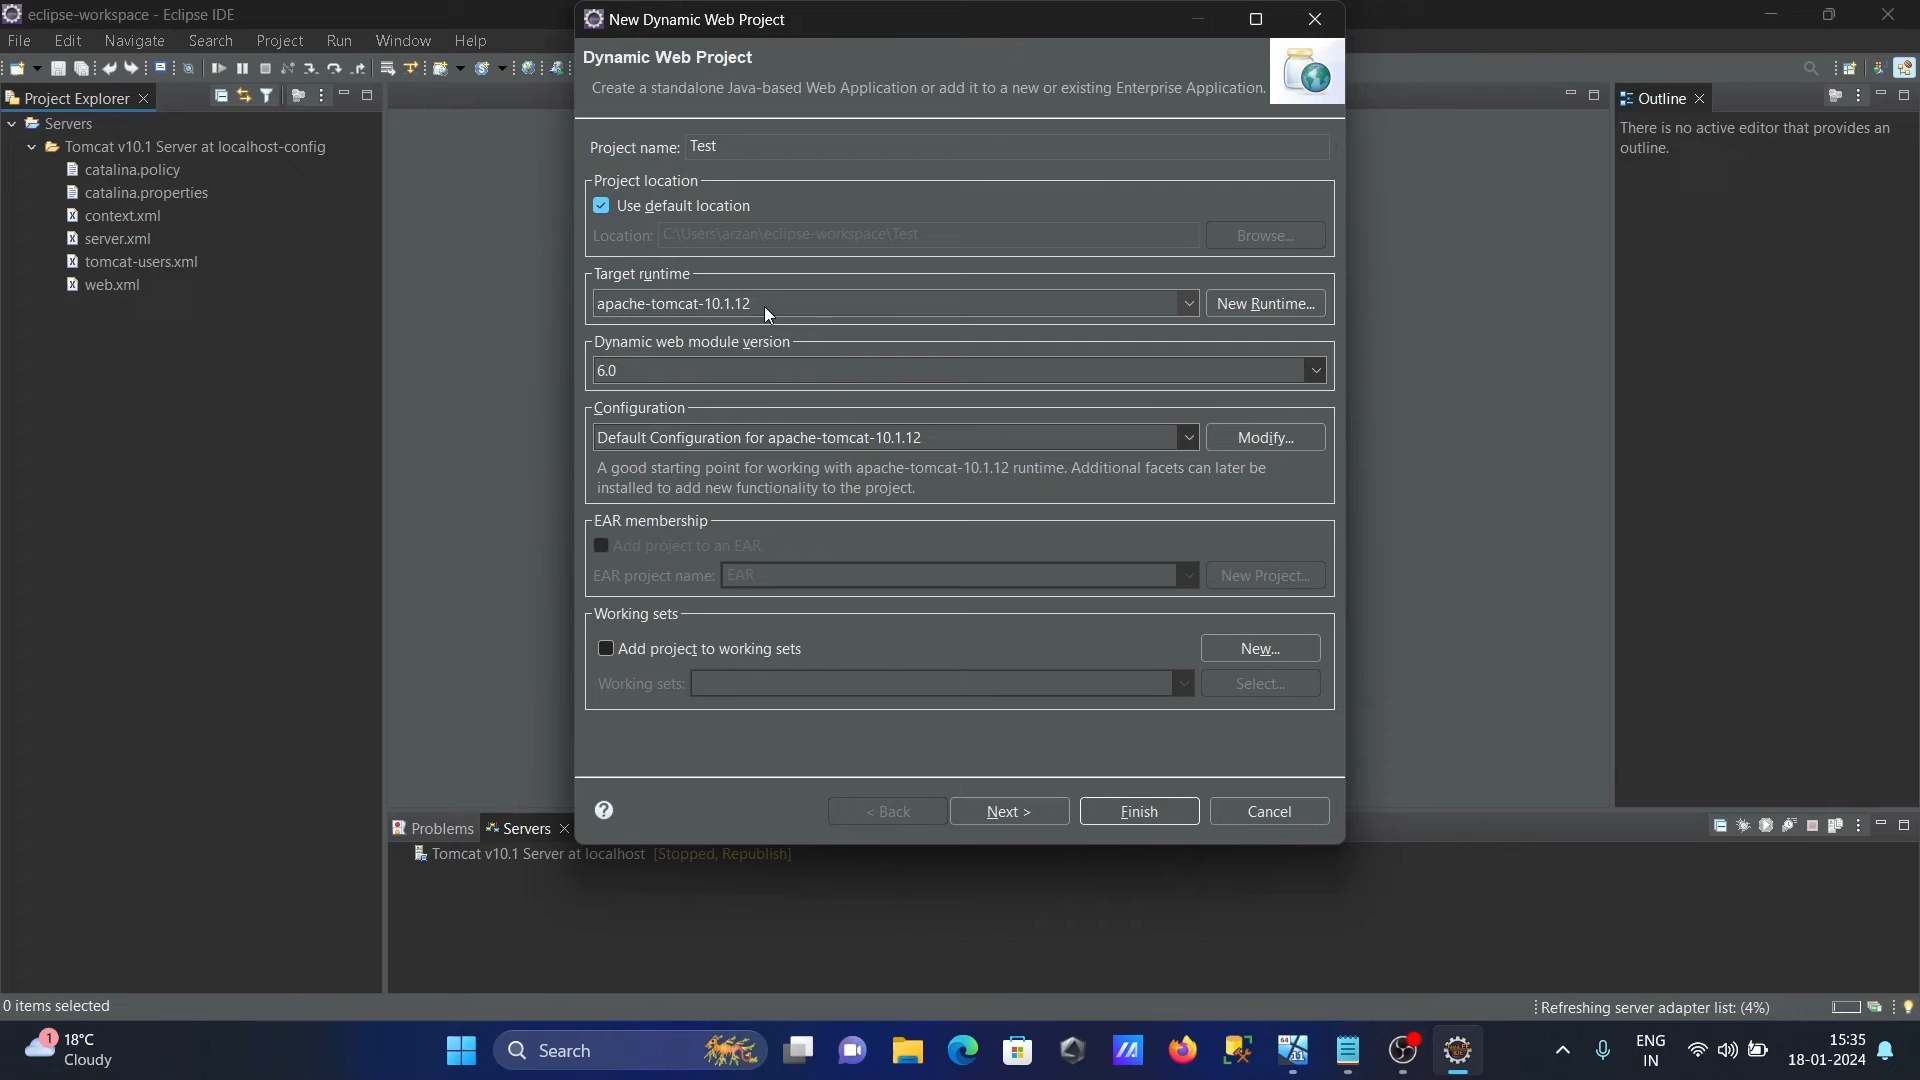 eclipse-workspace - Eclipse IDE
File Edit Navigate Search Project Run Window Help
Project Explorer
Servers
Tomcat v10.1 Server at localhost-config
catalina.policy
catalina.properties
context.xml
server.xml
tomcat-users.xml
web.xml
New Dynamic Web Project
Dynamic Web Project
Create a standalone Java-based Web Application or add it to a new or existing Enterprise Application.
Project name: Test
Project location
Use default location
Location: C:\Users\arzan\eclipse-workspace\Test Browse...
Target runtime
apache-tomcat-10.1.12 New Runtime...
Dynamic web module version
6.0
Configuration
Default Configuration for apache-tomcat-10.1.12 Modify...
A good starting point for working with apache-tomcat-10.1.12 runtime. Additional facets can later be
installed to add new functionality to the project.
EAR membership
Add project to an EAR
EAR project name: EAR New Project...
Working sets
Add project to working sets New...
Working sets: Select...
? < Back Next > Finish Cancel
Outline
There is no active editor that provides an
outline.
Problems Servers
Tomcat v10.1 Server at localhost [Stopped, Republish]
0 items selected
Refreshing server adapter list: (4%)
1 18°C
Cloudy
Search
64
11
ENG
IN
15:35
18-01-2024